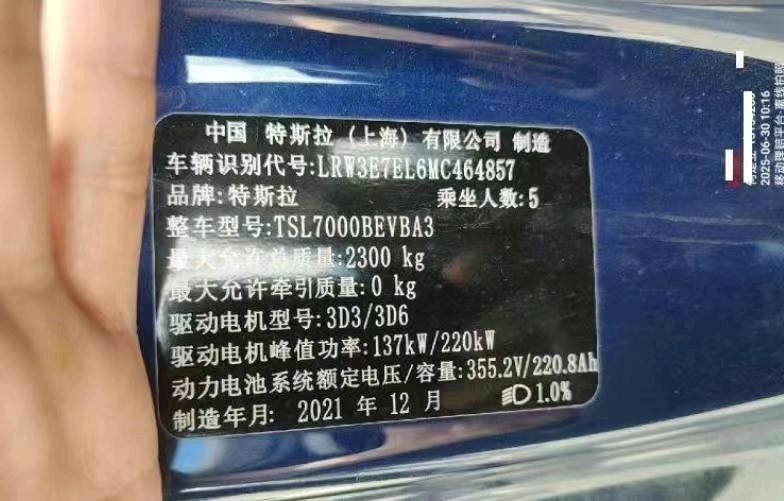 中国 特斯拉(上海)有限公司 制造
车辆识别代号:LRW3E7EL6MC464857
品牌:特斯拉 乘坐人数:5
整车型号:TSL7000BEVBA3
最大允许总质量:2300 kg
最大允许牵引质量:0 kg
驱动电机型号:3D3/3D6
驱动电机峰值功率:137kW/220kW
动力电池系统额定电压/容量:355.2V/220.8Ah
制造年月: 2021 年 12 月 1.0%
2025-06-30 10:16